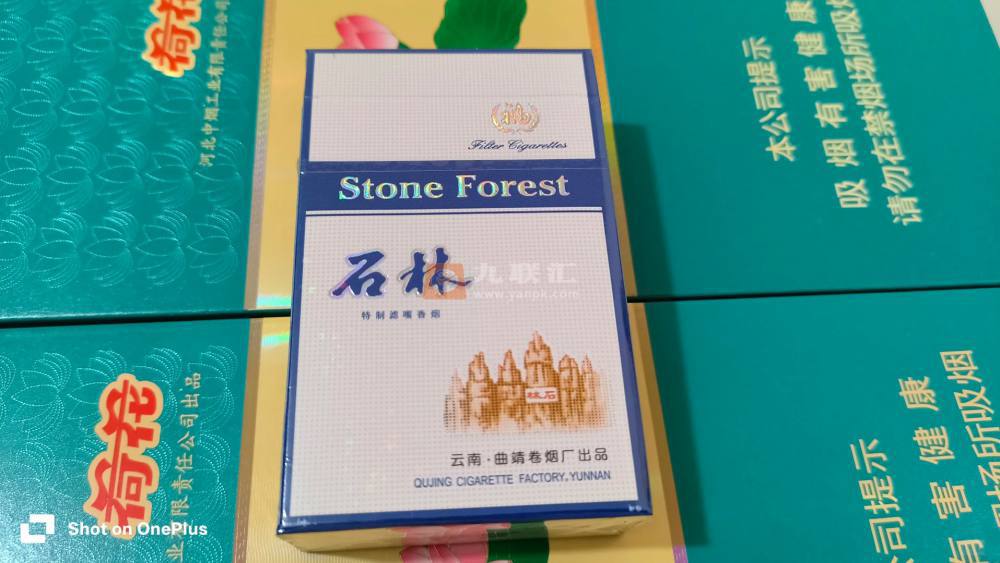 荷花
河北中烟工业有限责任公司
Filter Cigarettes
Stone Forest
石林
特制滤嘴香烟
九联汇
www.yanpk.com
林石
云南·曲靖卷烟厂出品
QUJING CIGARETTE FACTORY.YUNNAN
本公司提示
吸烟有害健康
请勿在禁烟场所吸烟
荷花
业有限责任公司出品
公司提示
有害健康
场所吸烟
Shot on OnePlus